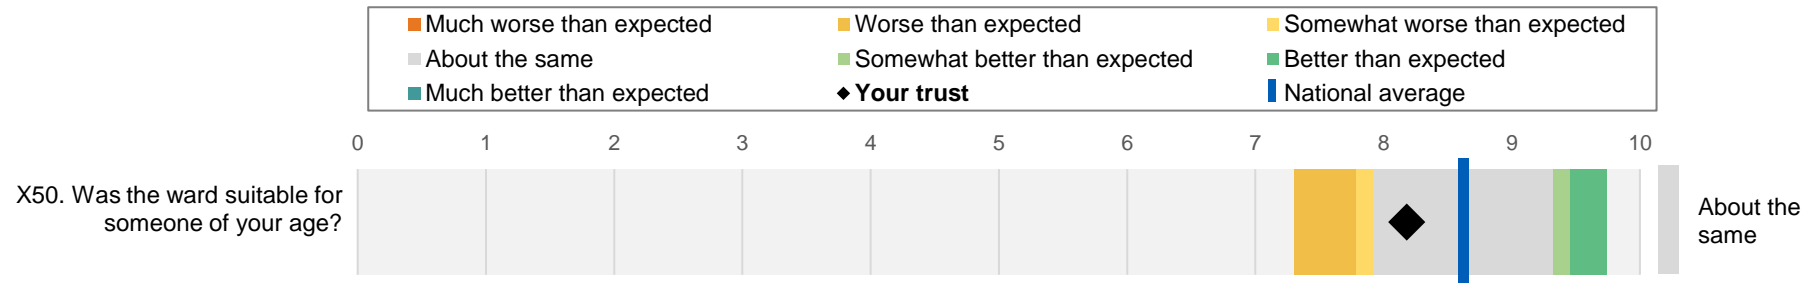 Much worse than expected
Worse than expected
Somewhat worse than expected
About the same
Somewhat better than expected
Better than expected
Much better than expected
Your trust
National average
0 1 2 3 4 5 6 7 8 9 10
X50. Was the ward suitable for
someone of your age?
About the
same